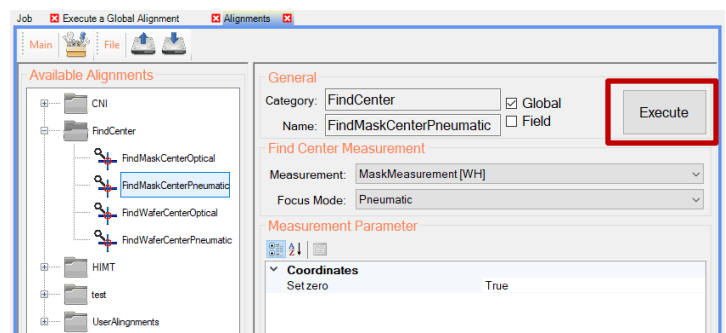 Job Execute a Global Alignment Alignments
Main File
Available Alignments
CNI
FindCenter
FindMaskCenterOptical
FindMaskCenterPneumatic
FindWaferCenterOptical
FindWaferCenterPneumatic
HIMT
test
UserAlingnments
General
Category: FindCenter Global
Name: FindMaskCenterPneumatic Field
Execute
Find Center Measurement
Measurement: MaskMeasurement [WH]
Focus Mode: Pneumatic
Measurement Parameter
Coordinates
Set zero True